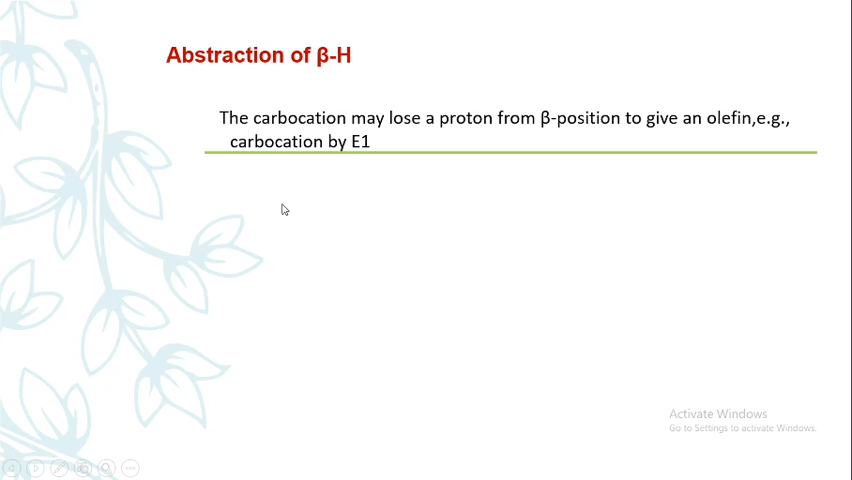 Abstraction of β-H
The carbocation may lose a proton from β-position to give an olefin,e.g.,
carbocation by E1
Activate Windows
Go to Settings to activate Windows.